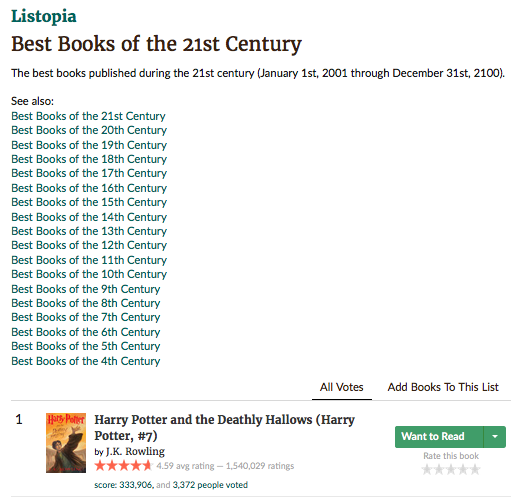 Listopia
Best Books of the 21st Century
The best books published during the 21st century (January 1st, 2001 through December 31st, 2100).
See also:
Best Books of the 21st Century
Best Books of the 20th Century
Best Books of the 19th Century
Best Books of the 18th Century
Best Books of the 17th Century
Best Books of the 16th Century
Best Books of the 15th Century
Best Books of the 14th Century
Best Books of the 13th Century
Best Books of the 12th Century
Best Books of the 11th Century
Best Books of the 10th Century
Best Books of the 9th Century
Best Books of the 8th Century
Best Books of the 7th Century
Best Books of the 6th Century
Best Books of the 5th Century
Best Books of the 4th Century
All Votes Add Books To This List
1
Harry Potter
Harry Potter and the Deathly Hallows (Harry
Potter, #7)
by J.K. Rowling
4.59 avg rating — 1,540,029 ratings
score: 333,906, and 3,372 people voted
Want to Read
Rate this book